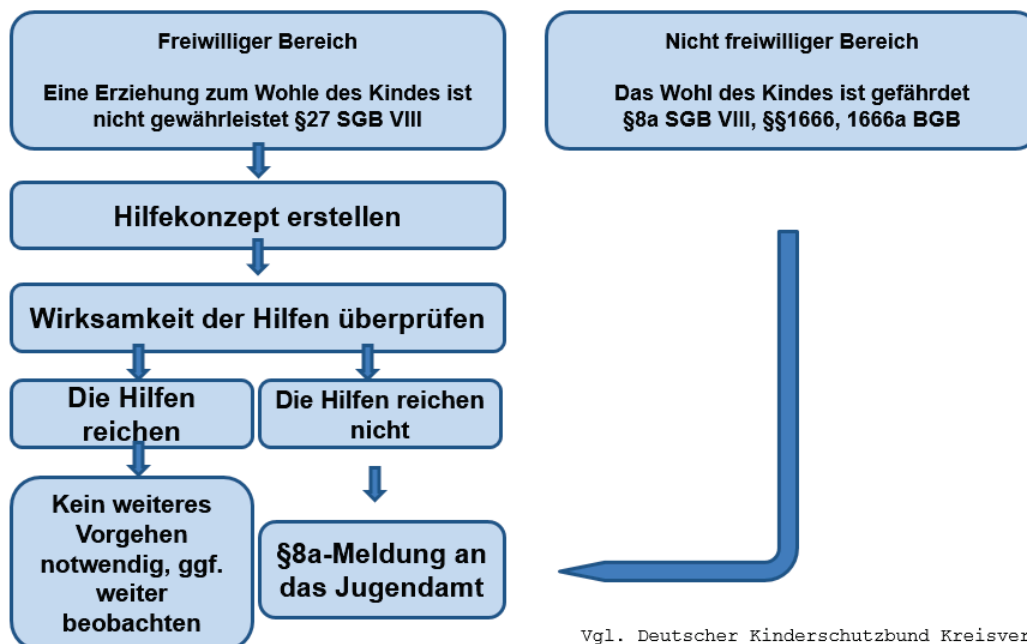 Freiwilliger Bereich
Eine Erziehung zum Wohle des Kindes ist
nicht gewährleistet §27 SGB VIII
Nicht freiwilliger Bereich
Das Wohl des Kindes ist gefährdet
§8a SGB VIII, §§1666, 1666a BGB
Hilfekonzept erstellen
Wirksamkeit der Hilfen überprüfen
Die Hilfen
reichen
Die Hilfen reichen
nicht
Kein weiteres
Vorgehen
notwendig, ggf.
weiter
beobachten
§8a-Meldung an
das Jugendamt
Vgl. Deutscher Kinderschutzbund